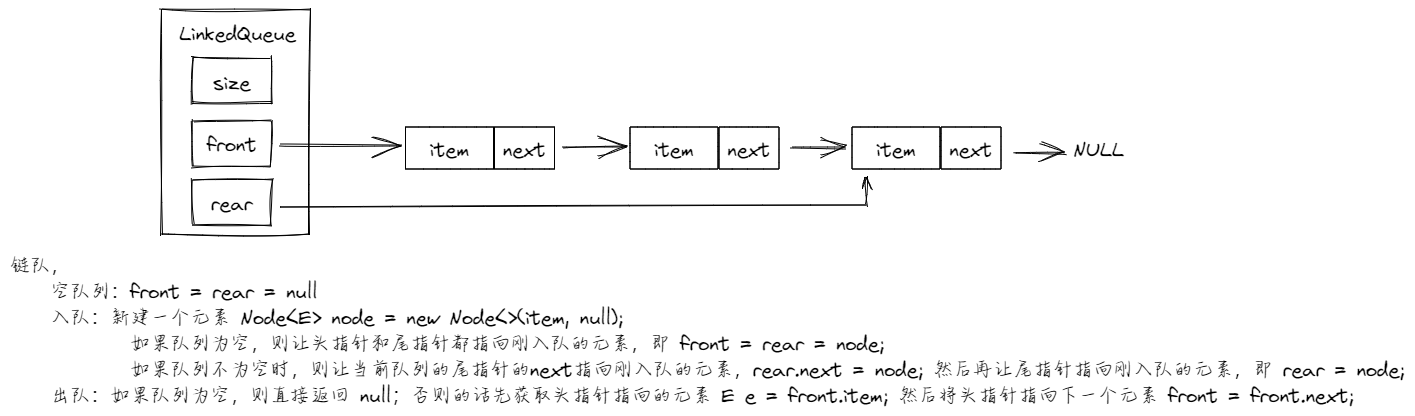 LinkedQueue
size
front
rear
item next
item next
item next
NULL
链队，
空队列：front = rear = null
入队：新建一个元素 Node<E> node = new Node<>(item, null);
如果队列为空，则让头指针和尾指针都指向刚入队的元素，即 front = rear = node;
如果队列不为空时，则让当前队列的尾指针的next指向刚入队的元素，rear.next = node; 然后再让尾指针指向刚入队的元素，即 rear = node;
出队：如果队列为空，则直接返回 null; 否则的话先获取头指针指向的元素 E e = front.item; 然后将头指针指向下一个元素 front = front.next;